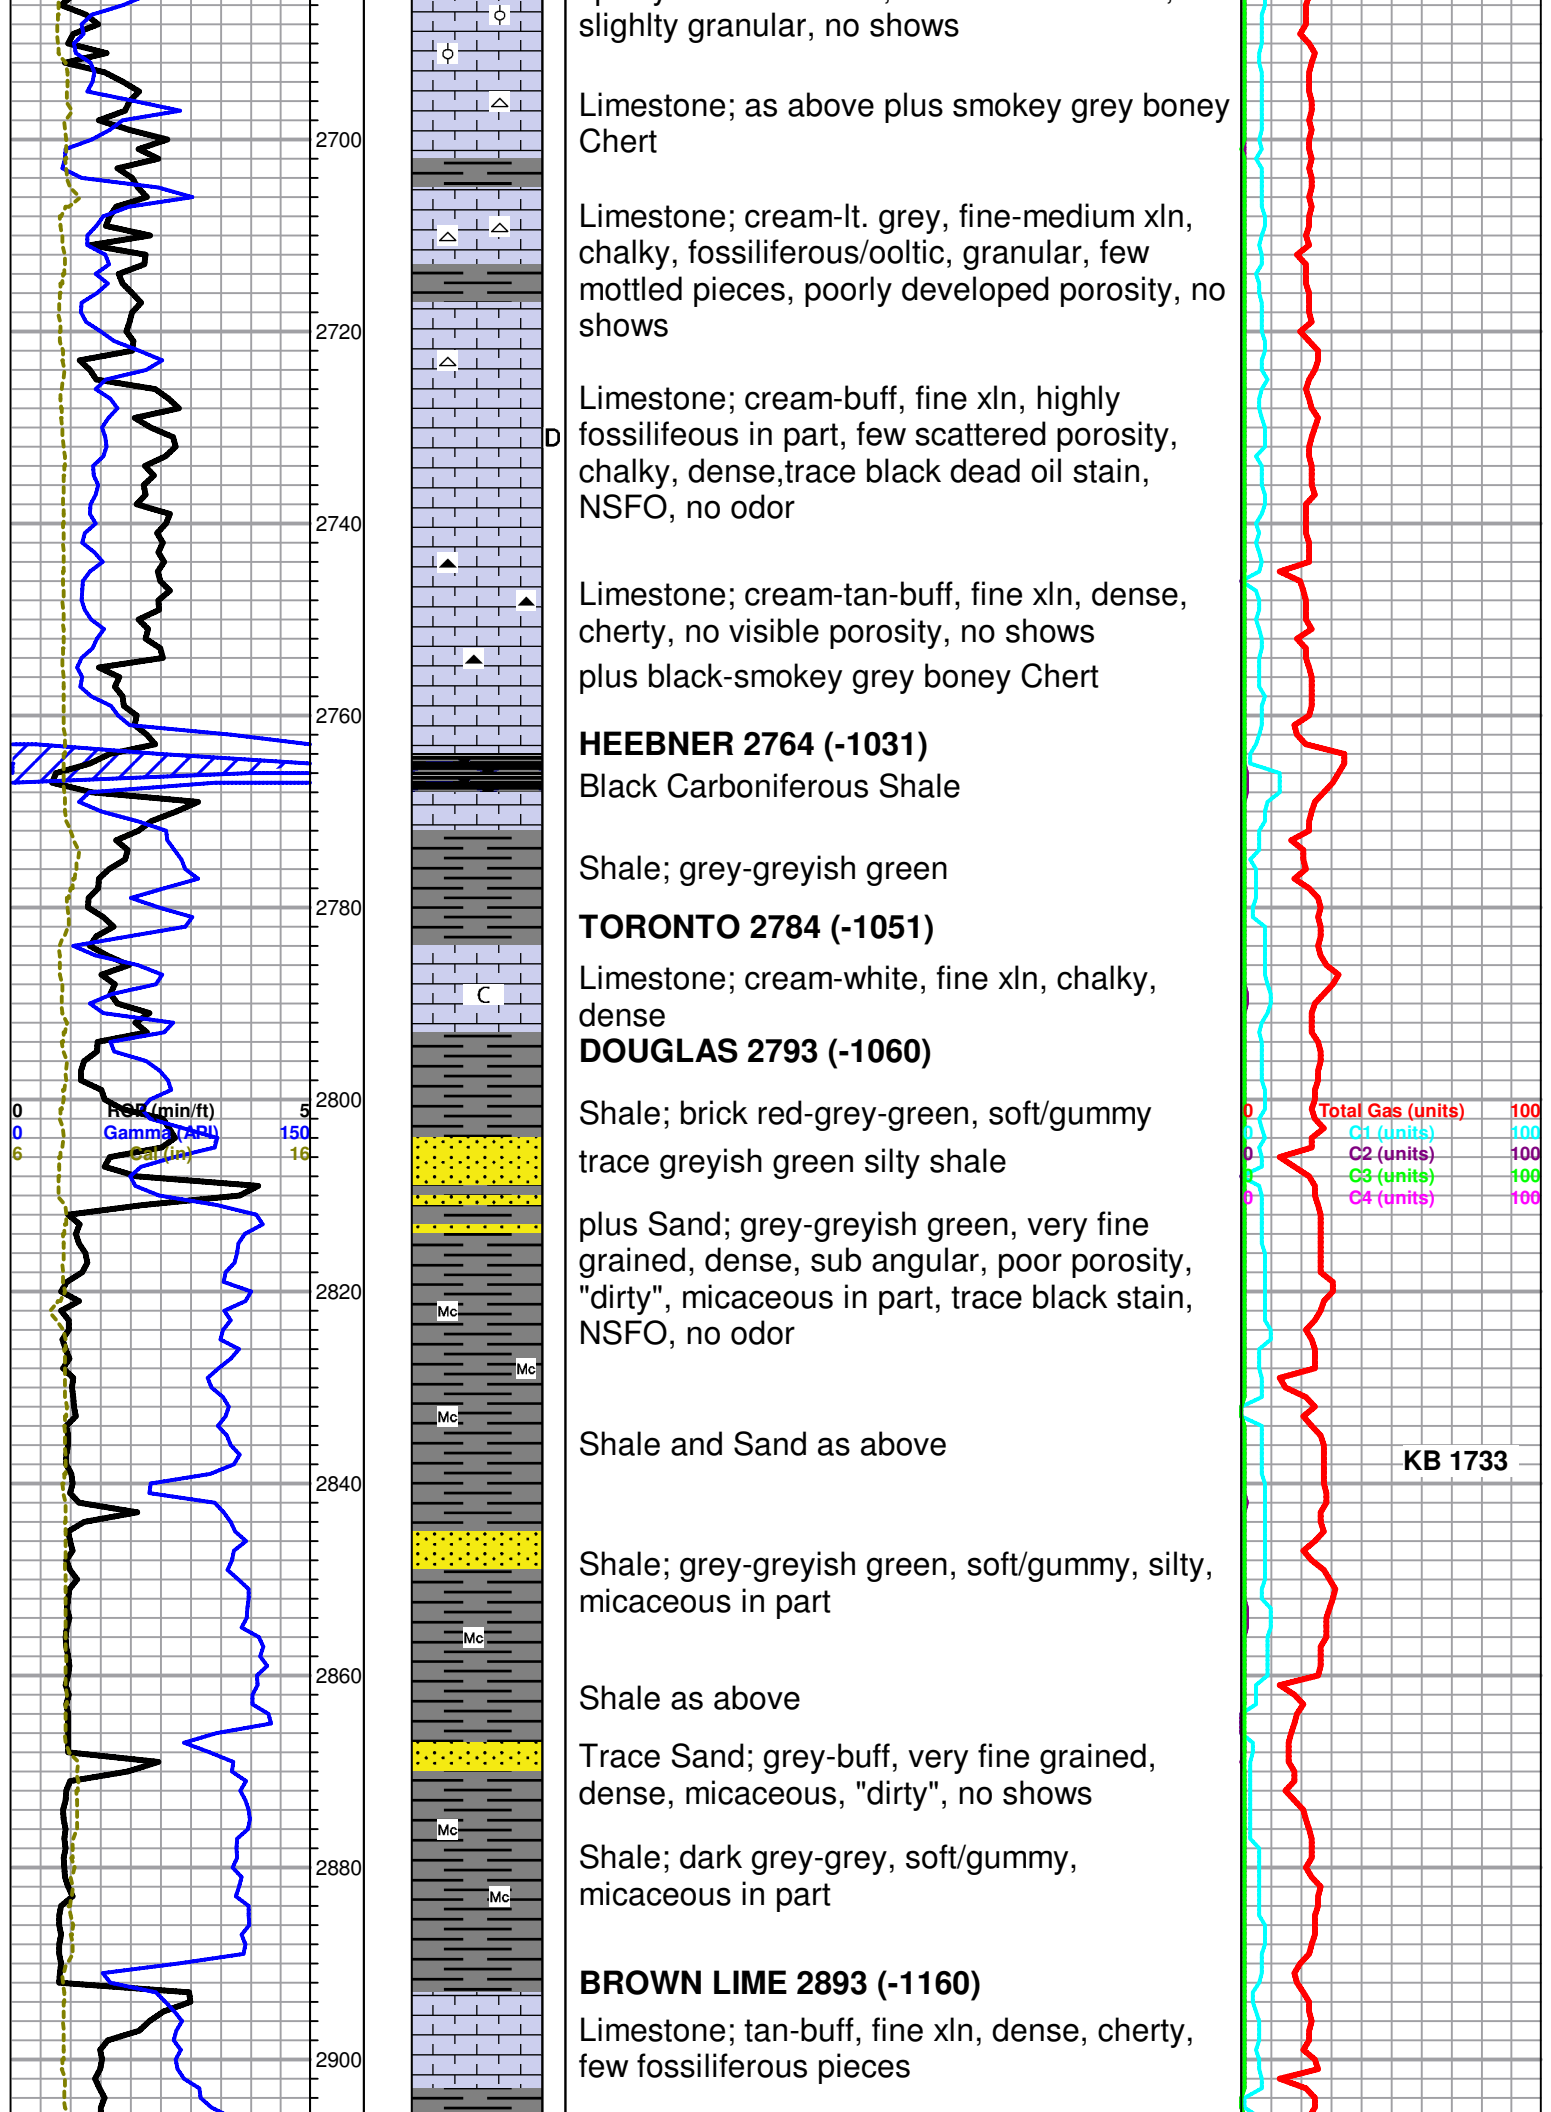 slighlty granular, no shows
Limestone; as above plus smokey grey boney
Chert
2700
Limestone; cream-lt. grey, fine-medium xln,
chalky, fossiliferous/ooltic, granular, few
mottled pieces, poorly developed porosity, no
shows
2720
Limestone; cream-buff, fine xln, highly
D fossilifeous in part, few scattered porosity,
chalky, dense,trace black dead oil stain,
NSFO, no odor
2740
Limestone; cream-tan-buff, fine xln, dense,
cherty, no visible porosity, no shows
plus black-smokey grey boney Chert
2760
HEEBNER 2764 (-1031)
Black Carboniferous Shale
Shale; grey-greyish green
2780
TORONTO 2784 (-1051)
Limestone; cream-white, fine xln, chalky,
C
dense
DOUGLAS 2793 (-1060)
2800
0 ROP (min/ft) 5
0 Gamma (API) 150
6 Cal (in) 16
Shale; brick red-grey-green, soft/gummy
trace greyish green silty shale
0 Total Gas (units) 100
0 C1 (units) 100
0 C2 (units) 100
0 C3 (units) 100
0 C4 (units) 100
plus Sand; grey-greyish green, very fine
grained, dense, sub angular, poor porosity,
2820
"dirty", micaceous in part, trace black stain,
Mc
NSFO, no odor
Mc
Mc
Shale and Sand as above
KB 1733
2840
Shale; grey-greyish green, soft/gummy, silty,
micaceous in part
Mc
2860
Shale as above
Trace Sand; grey-buff, very fine grained,
dense, micaceous, "dirty", no shows
Mc
Shale; dark grey-grey, soft/gummy,
2880
micaceous in part
Mc
BROWN LIME 2893 (-1160)
Limestone; tan-buff, fine xln, dense, cherty,
2900
few fossiliferous pieces